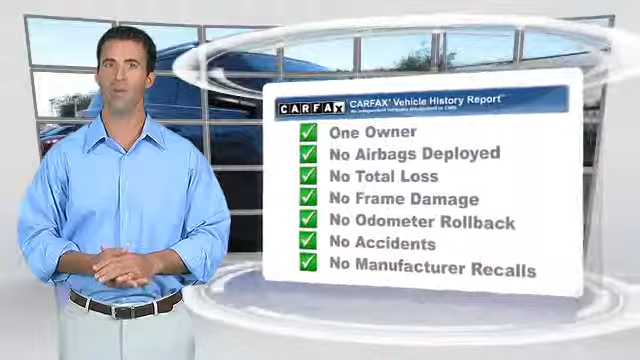 CARFAX CARFAX® Vehicle History Report™
One Owner
No Airbags Deployed
No Total Loss
No Frame Damage
No Odometer Rollback
No Accidents
No Manufacturer Recalls